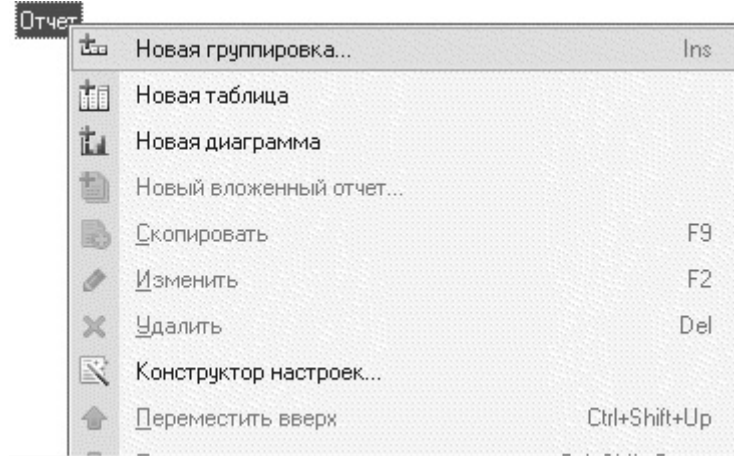 Отчет
Новая группировка... Ins
Новая таблица
Новая диаграмма
Новый вложенный отчет...
Скопировать F9
Изменить F2
Удалить Del
Конструктор настроек...
Переместить вверх Ctrl+Shift+Up